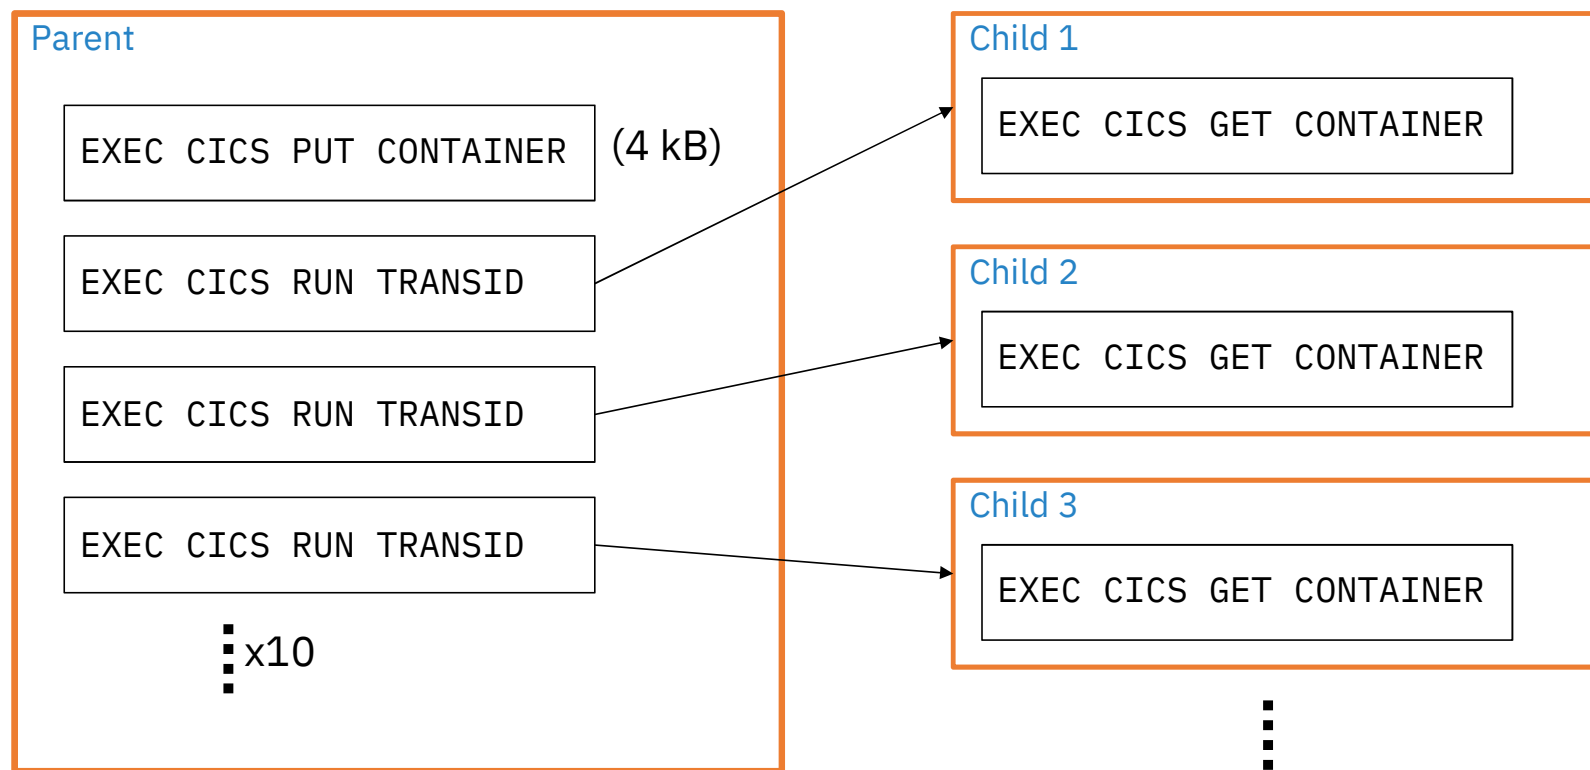 Parent
EXEC CICS PUT CONTAINER (4 kB)
EXEC CICS RUN TRANSID
EXEC CICS RUN TRANSID
EXEC CICS RUN TRANSID
x10
Child 1
EXEC CICS GET CONTAINER
Child 2
EXEC CICS GET CONTAINER
Child 3
EXEC CICS GET CONTAINER